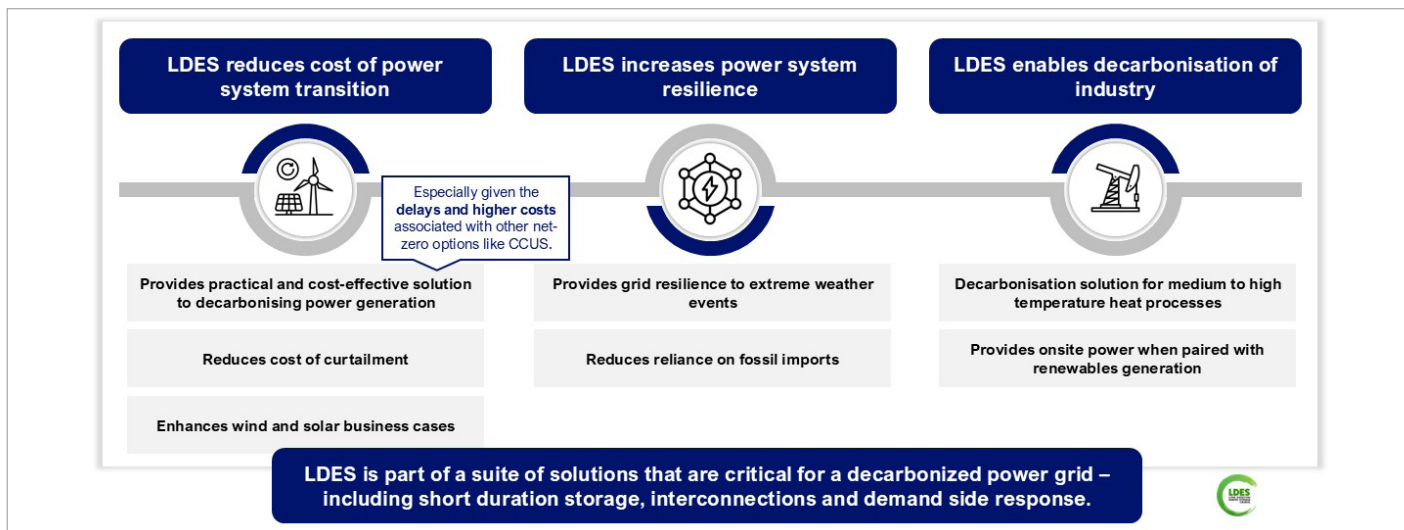 LDES reduces cost of power
system transition
Especially given the
delays and higher costs
associated with other net-
zero options like CCUS.
Provides practical and cost-effective solution
to decarbonising power generation
Reduces cost of curtailment
Enhances wind and solar business cases
LDES increases power system
resilience
Provides grid resilience to extreme weather
events
Reduces reliance on fossil imports
LDES enables decarbonisation of
industry
Decarbonisation solution for medium to high
temperature heat processes
Provides onsite power when paired with
renewables generation
LDES is part of a suite of solutions that are critical for a decarbonized power grid –
including short duration storage, interconnections and demand side response.
LDES